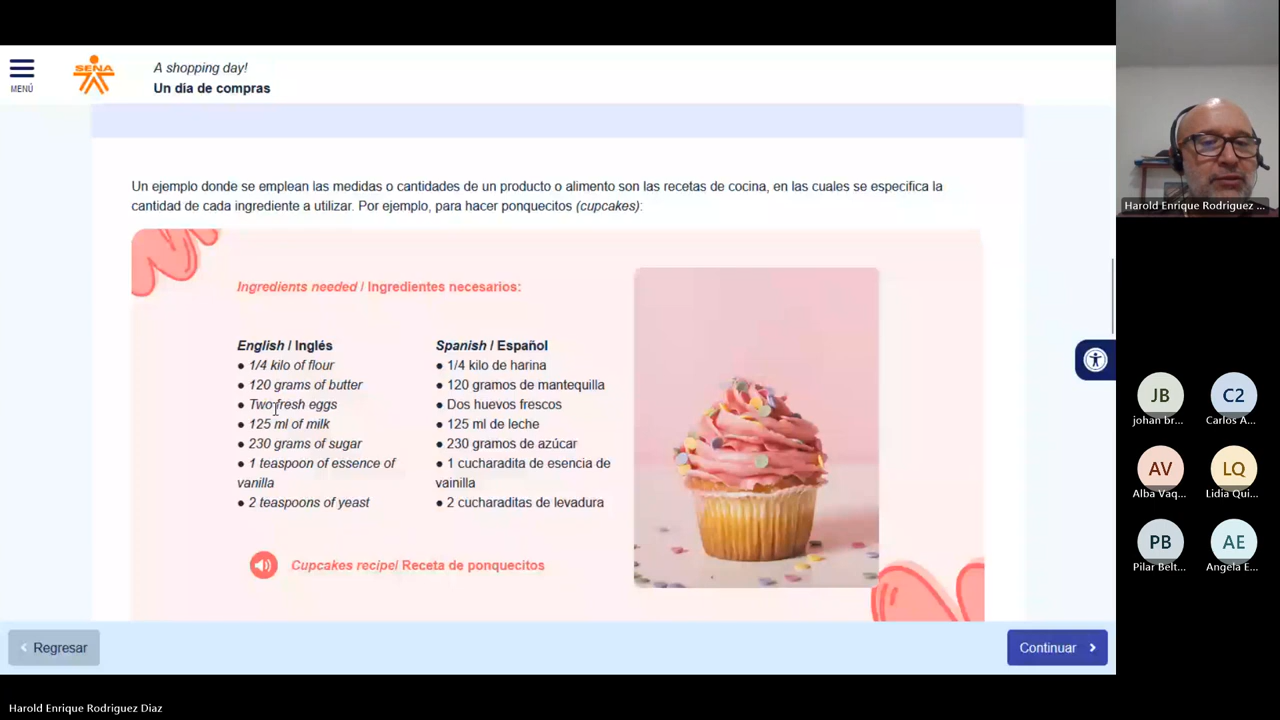 MENÚ
SENA
A shopping day!
Un día de compras
Un ejemplo donde se emplean las medidas o cantidades de un producto o alimento son las recetas de cocina, en las cuales se especifica la
cantidad de cada ingrediente a utilizar. Por ejemplo, para hacer ponquecitos (cupcakes):
Ingredients needed / Ingredientes necesarios:
English / Inglés
● 1/4 kilo of flour
● 120 grams of butter
● Two fresh eggs
● 125 ml of milk
● 230 grams of sugar
● 1 teaspoon of essence of
vanilla
● 2 teaspoons of yeast
Spanish / Español
● 1/4 kilo de harina
● 120 gramos de mantequilla
● Dos huevos frescos
● 125 ml de leche
● 230 gramos de azúcar
● 1 cucharadita de esencia de
vainilla
● 2 cucharaditas de levadura
Cupcakes recipe/ Receta de ponquecitos
Regresar
Continuar
Harold Enrique Rodriguez ...
JB
johan br...
C2
Carlos A...
AV
Alba Vaq...
LQ
Lidia Qui...
PB
Pilar Belt...
AE
Angela E...
Harold Enrique Rodriguez Diaz